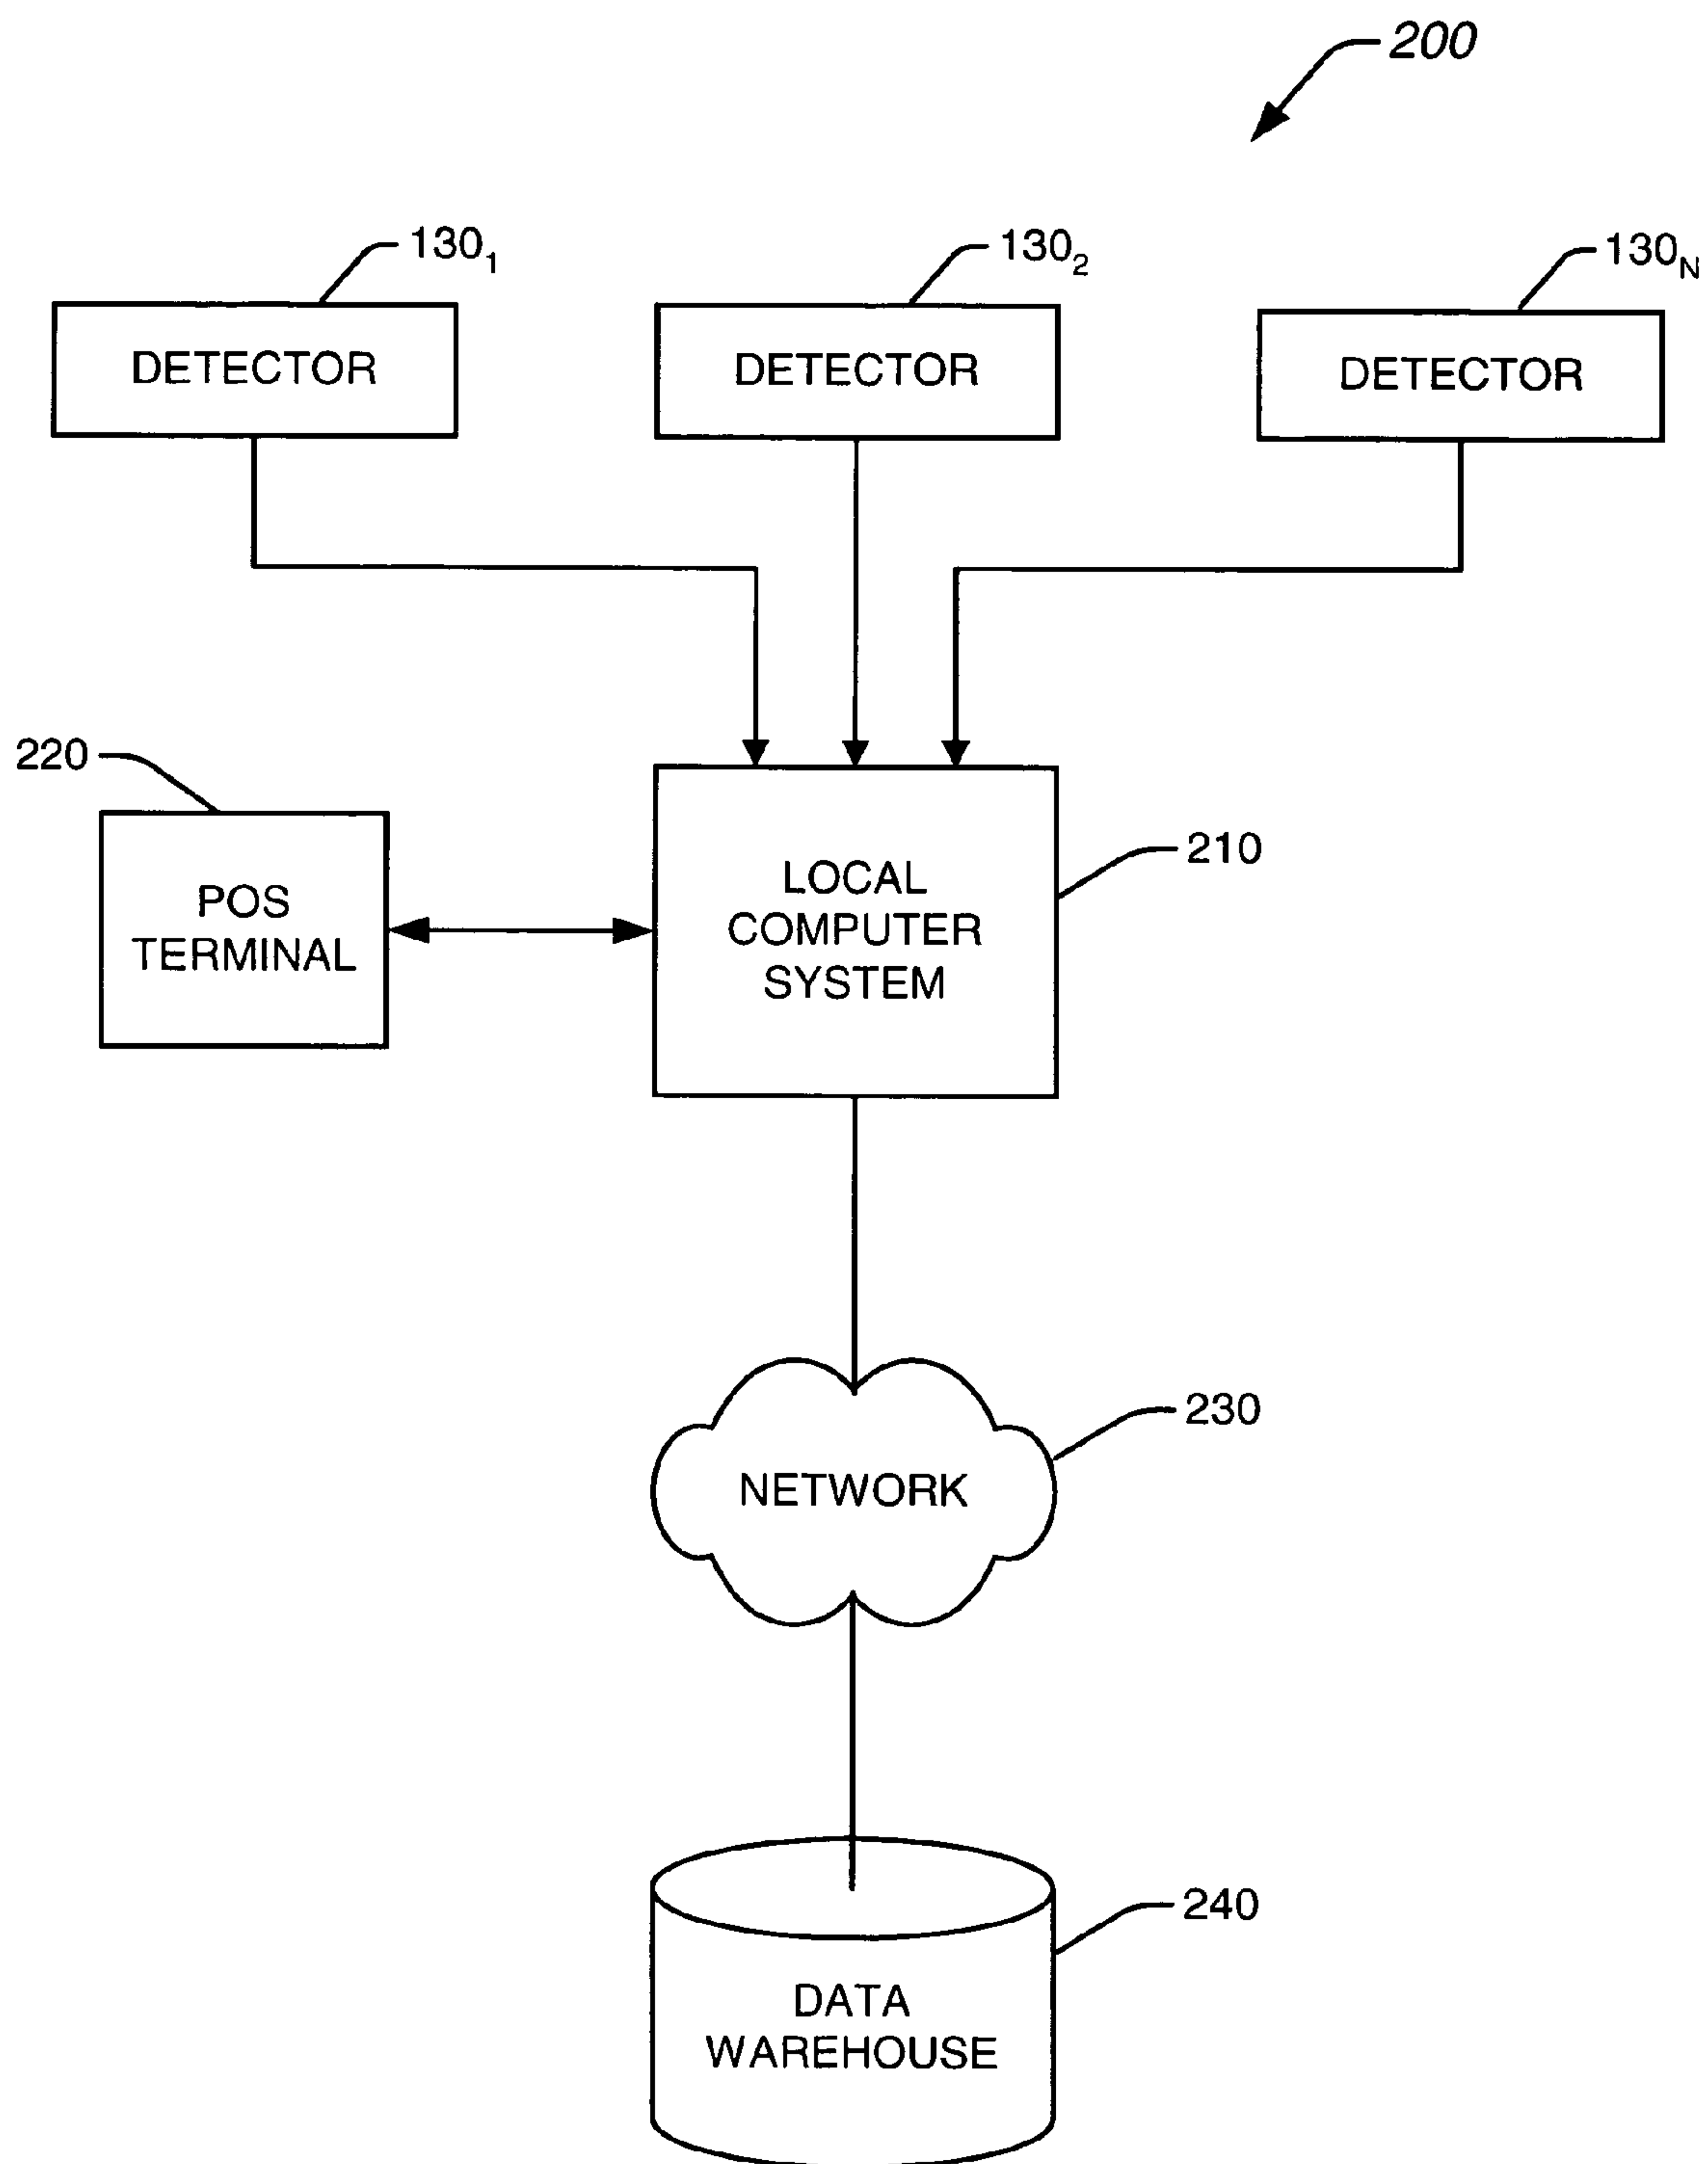 200
130₁
130₂
130N
DETECTOR
DETECTOR
DETECTOR
220
POS
TERMINAL
LOCAL
COMPUTER
SYSTEM
210
230
NETWORK
240
DATA
WAREHOUSE